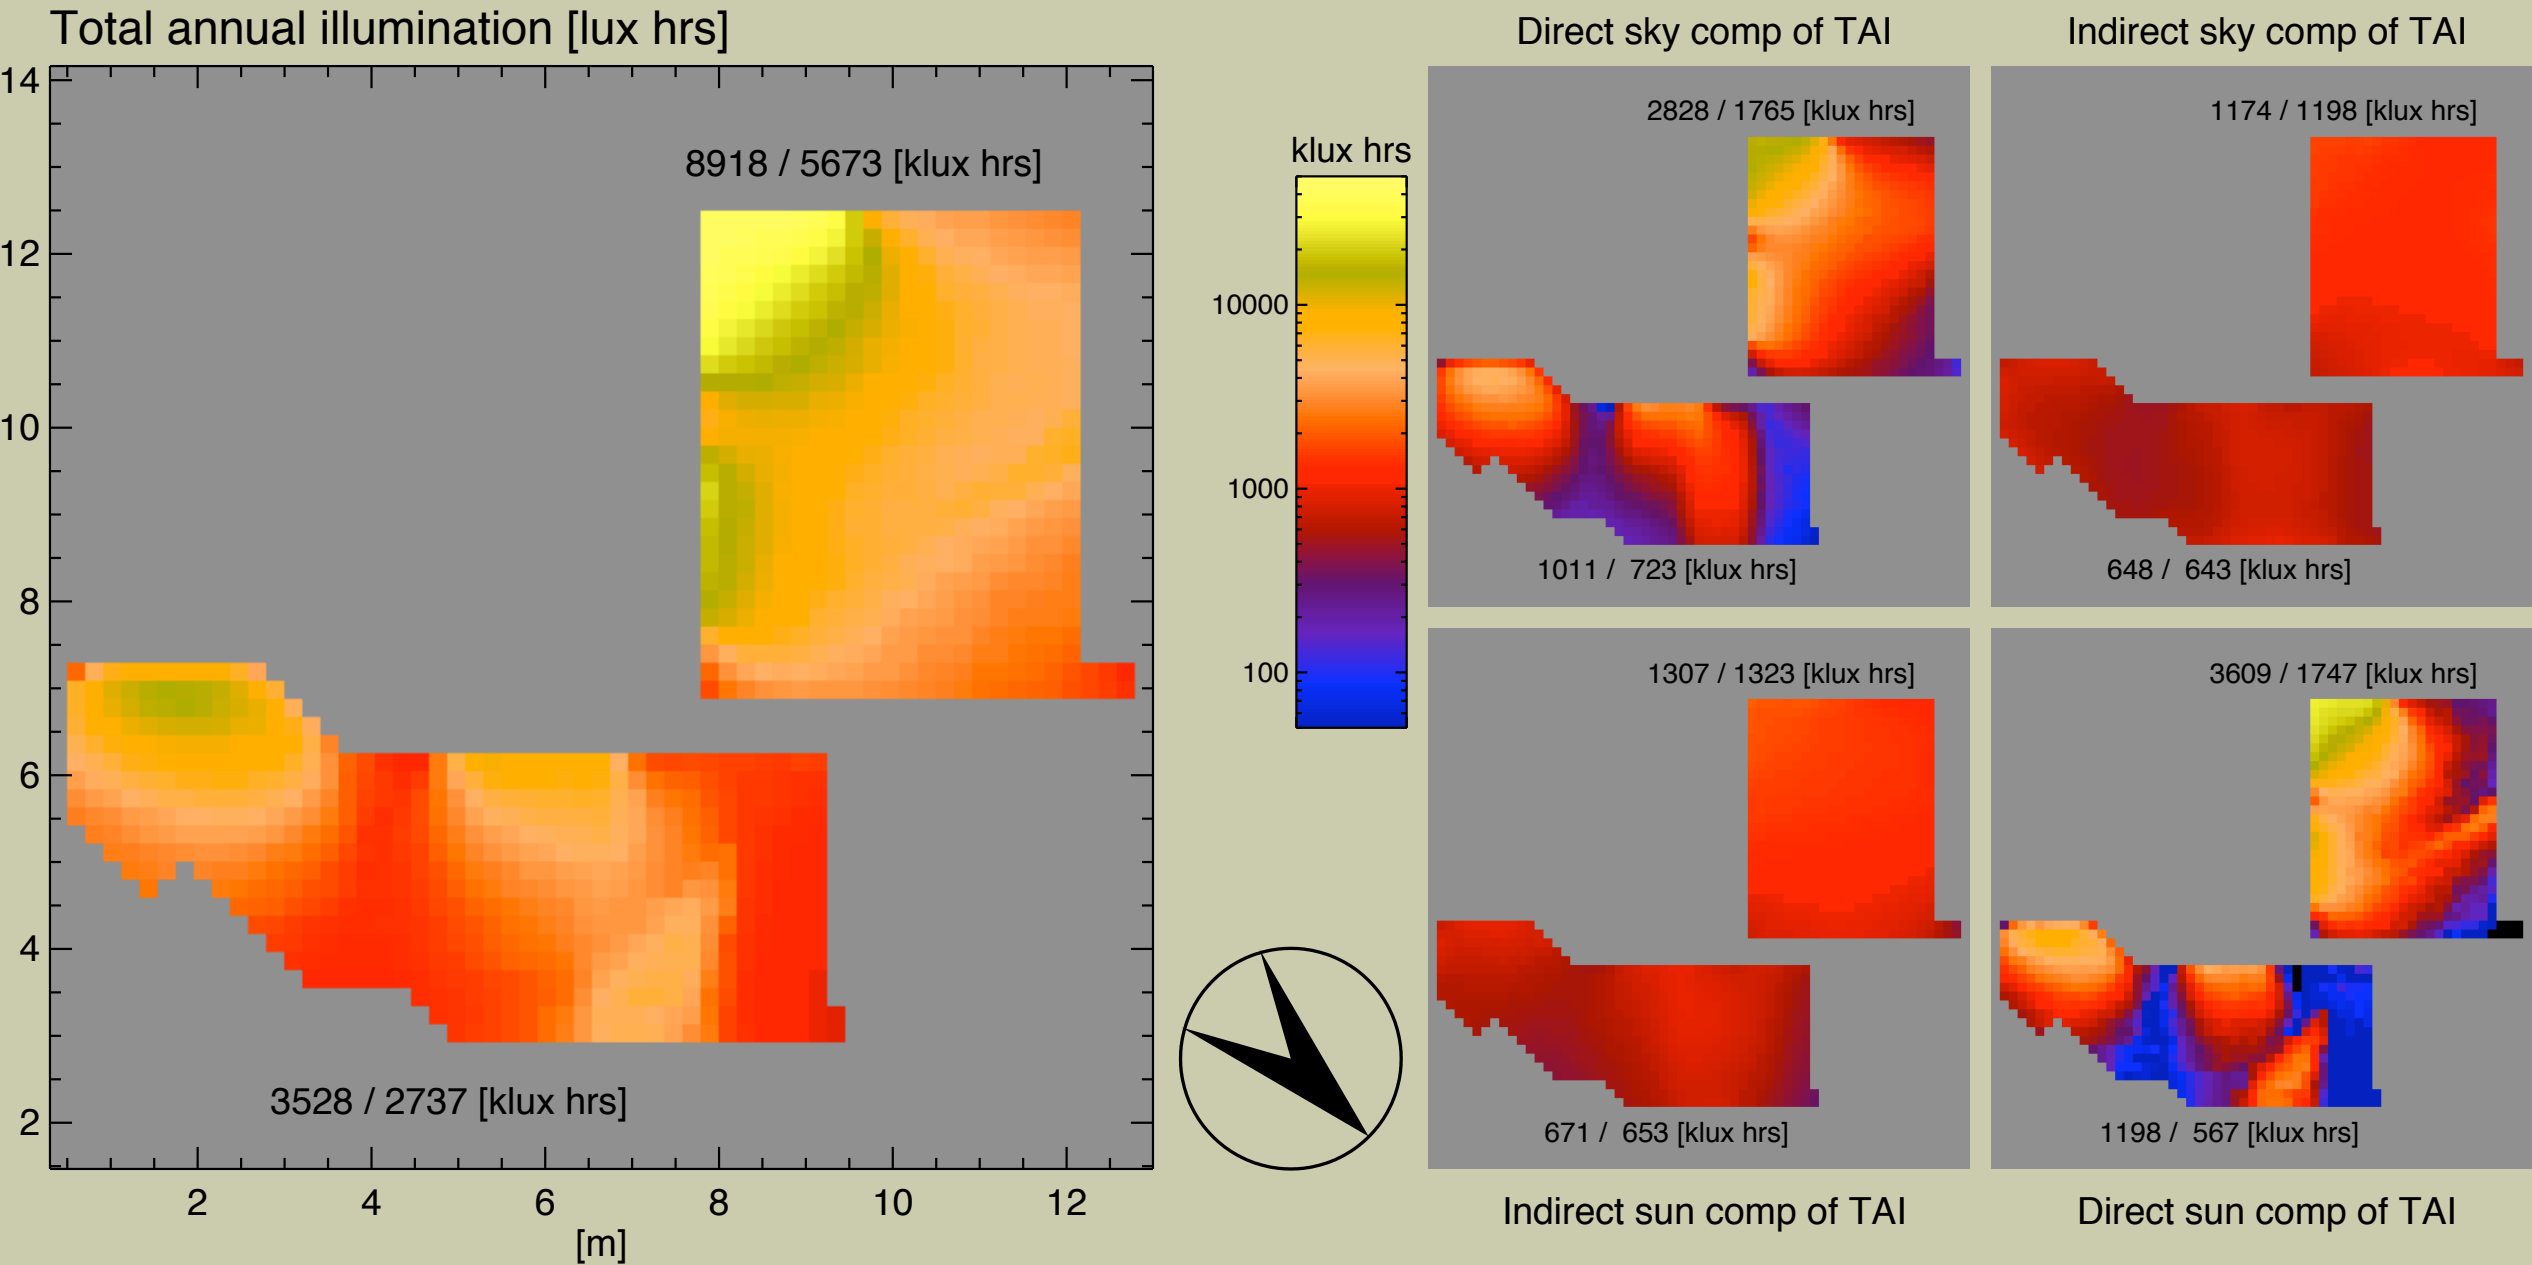 Total annual illumination [lux hrs]
14
12
10
8
6
4
2
8918 / 5673 [klux hrs]
3528 / 2737 [klux hrs]
2 4 6 8 10 12
[m]
klux hrs
10000
1000
100
Direct sky comp of TAI
2828 / 1765 [klux hrs]
1011 / 723 [klux hrs]
Indirect sky comp of TAI
1174 / 1198 [klux hrs]
648 / 643 [klux hrs]
1307 / 1323 [klux hrs]
671 / 653 [klux hrs]
Indirect sun comp of TAI
3609 / 1747 [klux hrs]
1198 / 567 [klux hrs]
Direct sun comp of TAI